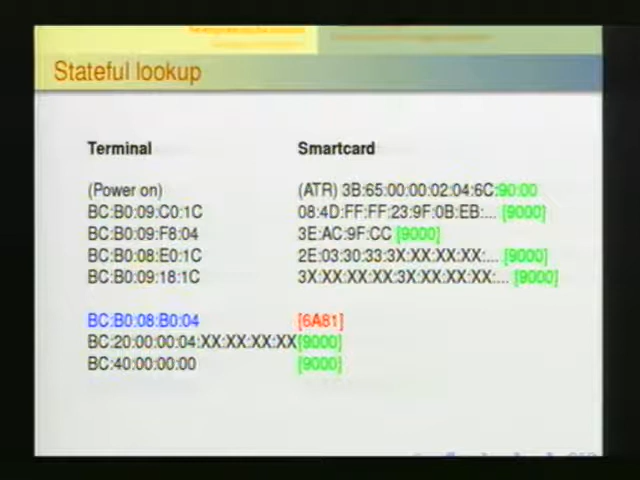 Stateful lookup
Terminal Smartcard
(Power on) (ATR) 3B:65:00:00:02:04:6C:90:00
BC:B0:09:C0:1C 08:4D:FF:FF:23:9F:0B:EB:... [9000]
BC:B0:09:F8:04 3E:AC:9F:CC [9000]
BC:B0:08:E0:1C 2E:03:30:33:3X:XX:XX:XX:... [9000]
BC:B0:09:18:1C 3X:XX:XX:XX:3X:XX:XX:XX:... [9000]
BC:B0:08:B0:04 [6A81]
BC:20:00:00:04:XX:XX:XX:XX [9000]
BC:40:00:00:00 [9000]